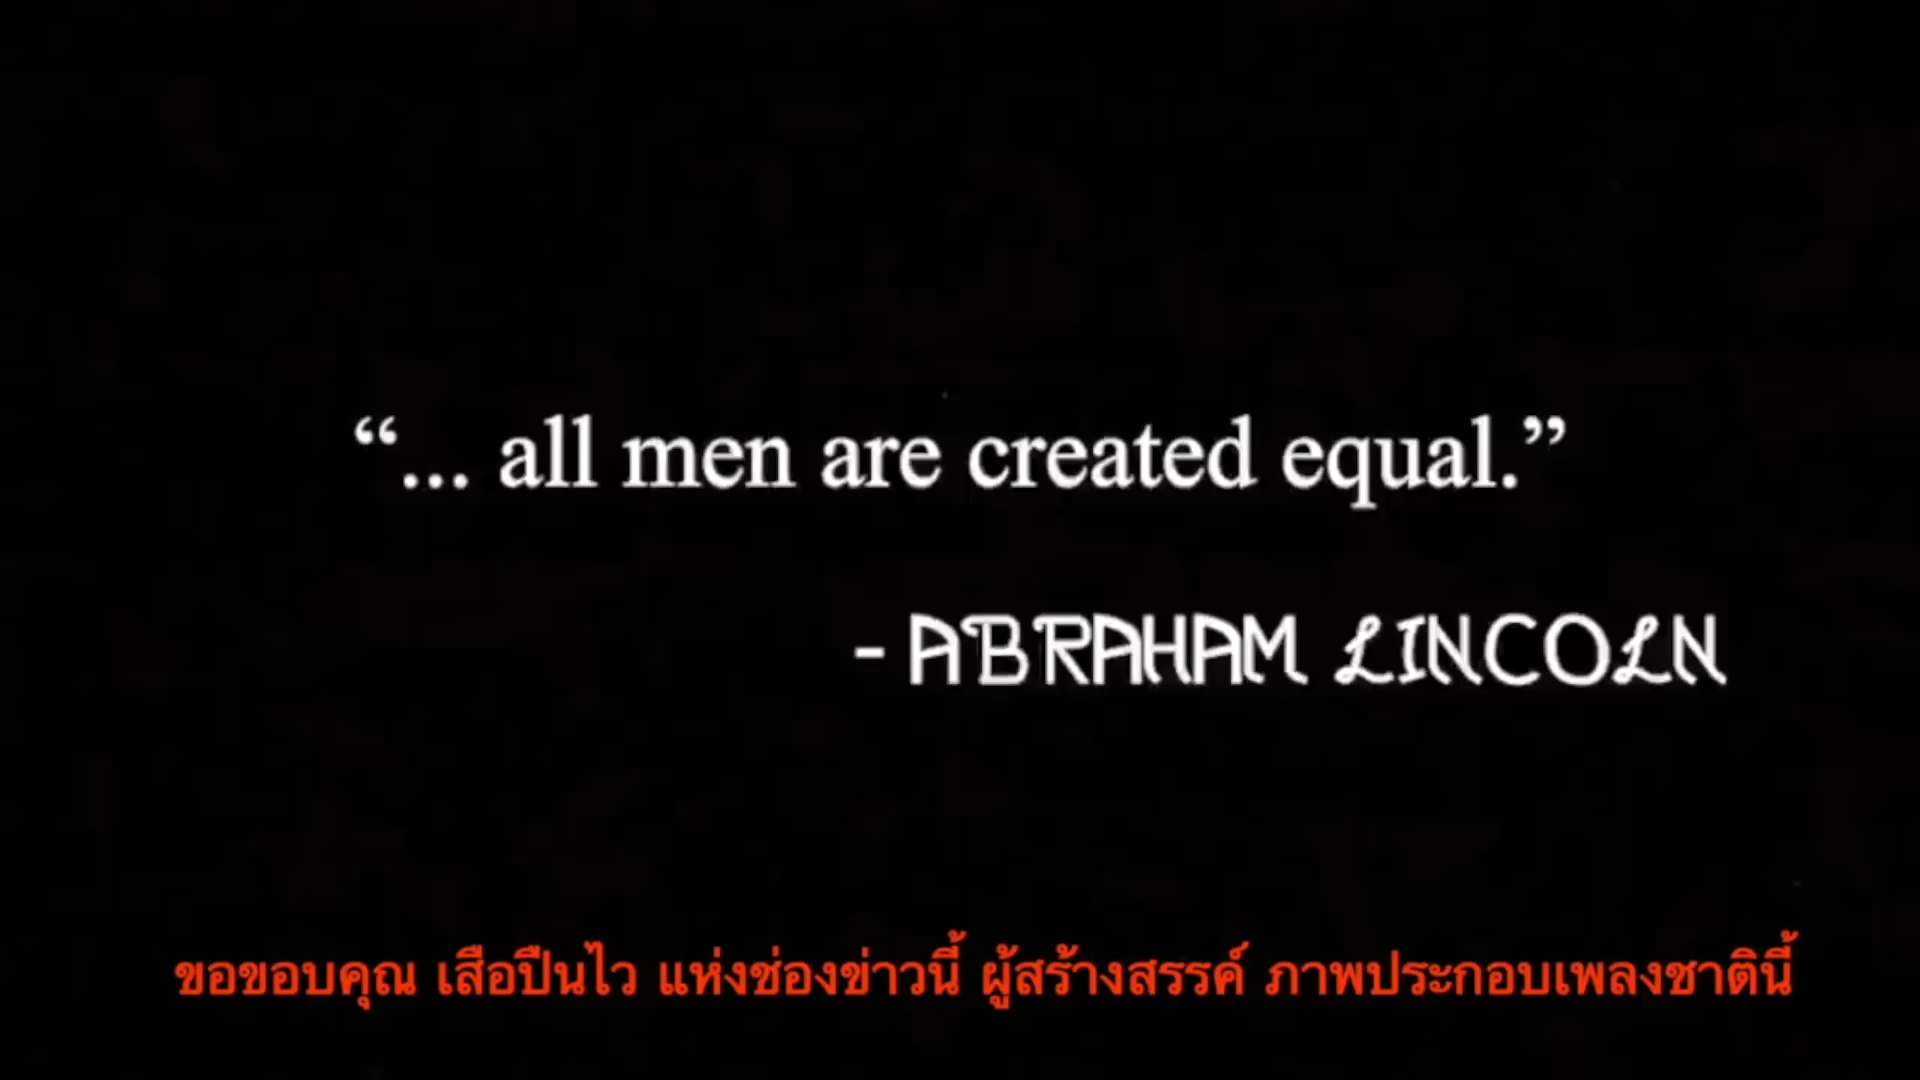 “... all men are created equal.”
- ABRAHAM LINCOLN
ขอขอบคุณ เสือปืนไว แห่งช่องข่าวนี้ ผู้สร้างสรรค์ ภาพประกอบเพลงชาตินี้